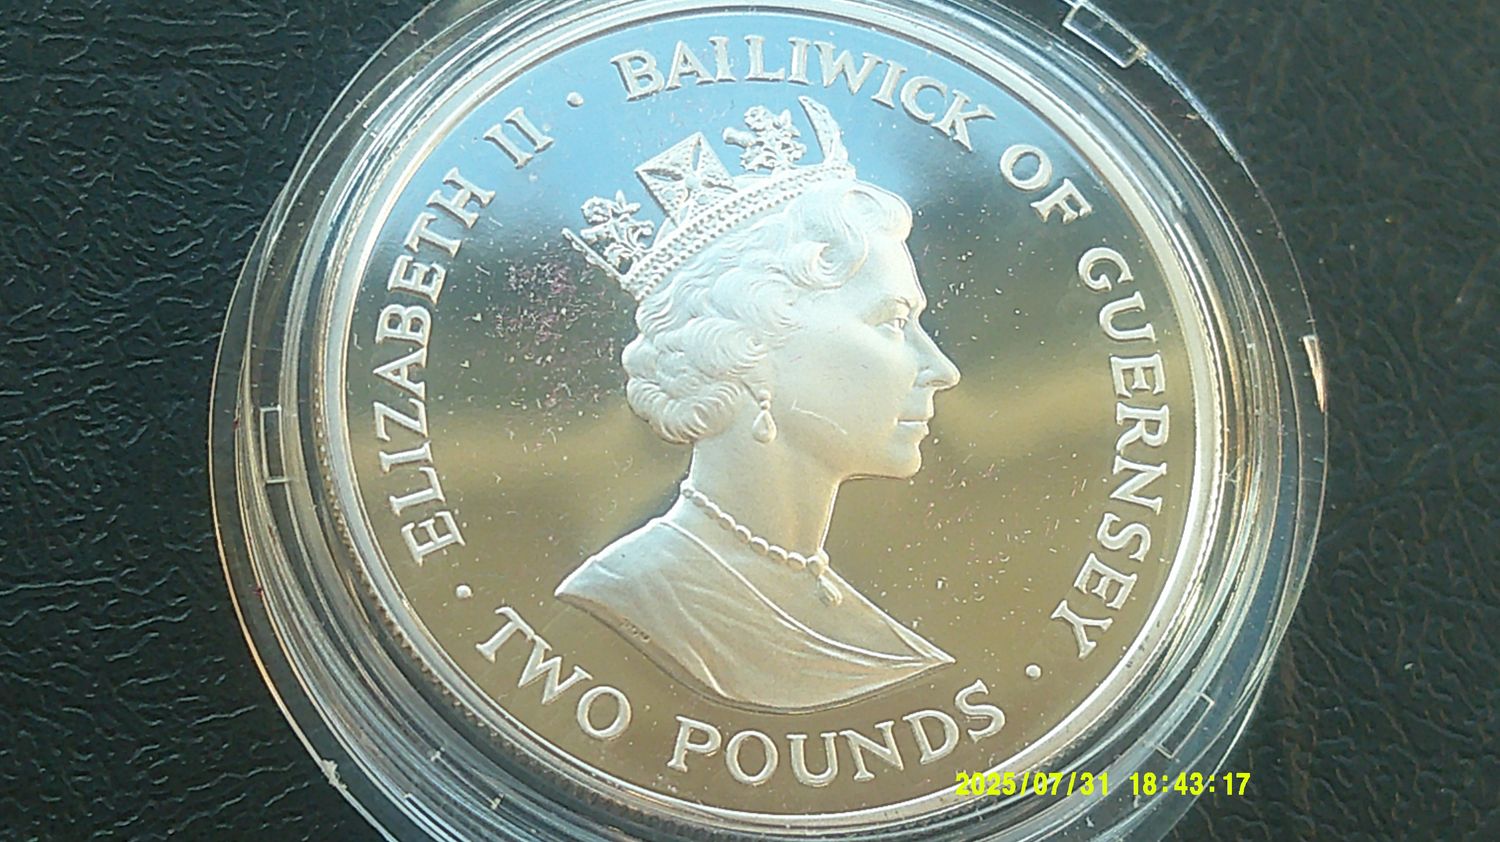 ELIZABETH II · BAILIWICK OF GUERNSEY ·
TWO POUNDS ·
2025/07/31 18:43:17